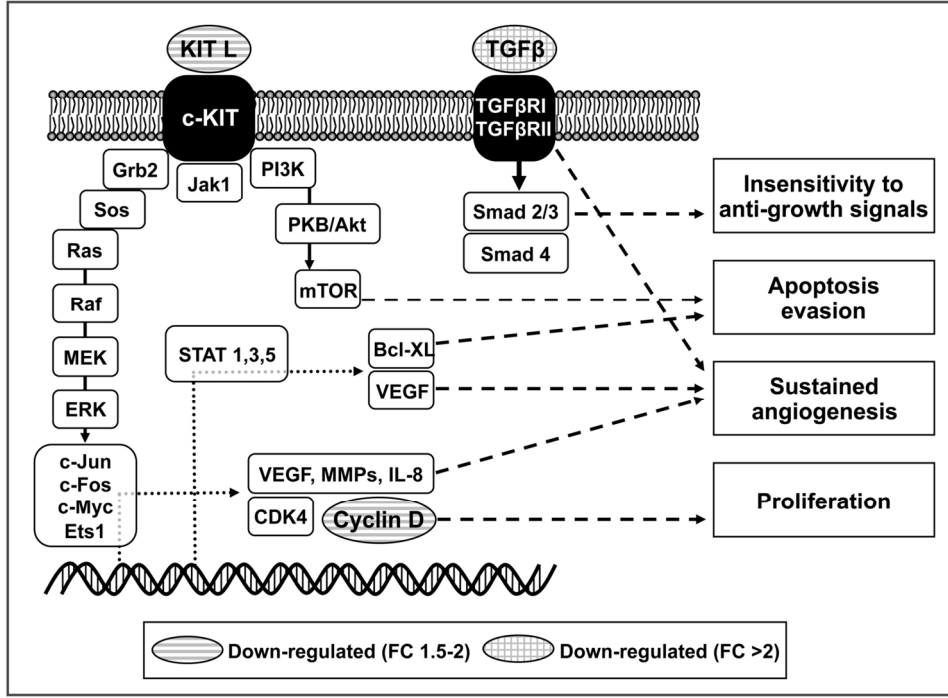 KIT L
TGFβ
c-KIT
TGFβRI
TGFβRII
Grb2
Jak1
PI3K
Sos
PKB/Akt
Smad 2/3
Smad 4
Insensitivity to
anti-growth signals
Ras
Raf
mTOR
Apoptosis
evasion
MEK
STAT 1,3,5
Bcl-XL
VEGF
ERK
Sustained
angiogenesis
c-Jun
c-Fos
c-Myc
Ets1
VEGF, MMPs, IL-8
CDK4
Cyclin D
Proliferation
Down-regulated (FC 1.5-2)
Down-regulated (FC >2)